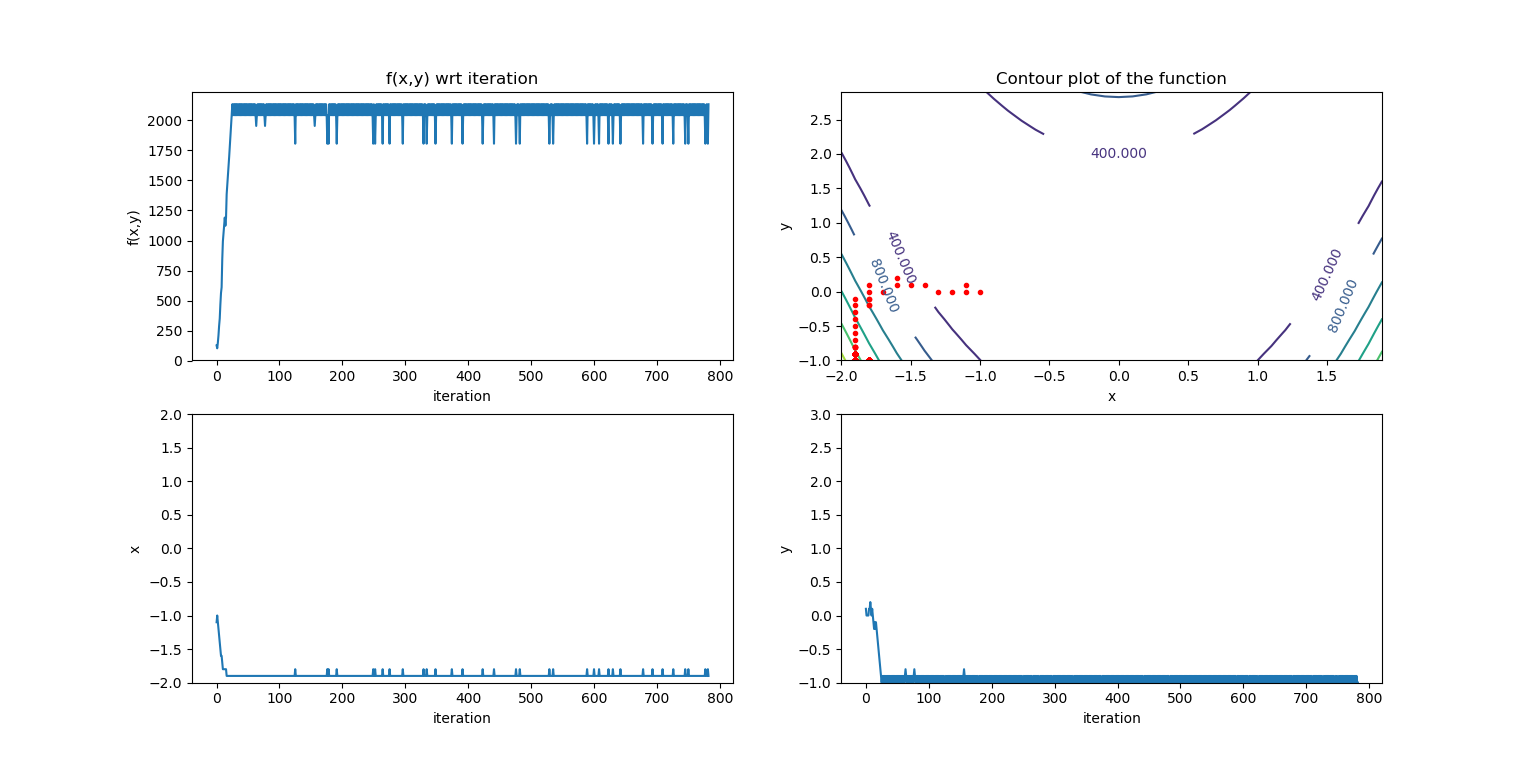 f(x,y) wrt iteration
f(x,y)
2000
1750
1500
1250
1000
750
500
250
0
0 100 200 300 400 500 600 700 800
iteration
Contour plot of the function
y
2.5
2.0
1.5
1.0
0.5
0.0
−0.5
−1.0
400.000
400.000
800.000
400.000
800.000
−2.0 −1.5 −1.0 −0.5 0.0 0.5 1.0 1.5
x
x
2.0
1.5
1.0
0.5
0.0
−0.5
−1.0
−1.5
−2.0
0 100 200 300 400 500 600 700 800
iteration
y
3.0
2.5
2.0
1.5
1.0
0.5
0.0
−0.5
−1.0
0 100 200 300 400 500 600 700 800
iteration